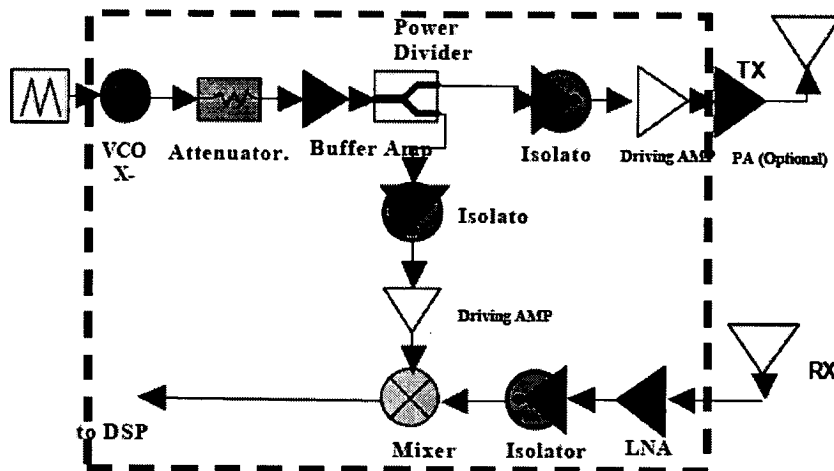 Power
Divider
TX
VCO
X-
Attenuator.
Buffer Amp
Isolato
Driving AMP
PA (Optional)
Isolato
Driving AMP
RX
to DSP
Mixer
Isolator
LNA